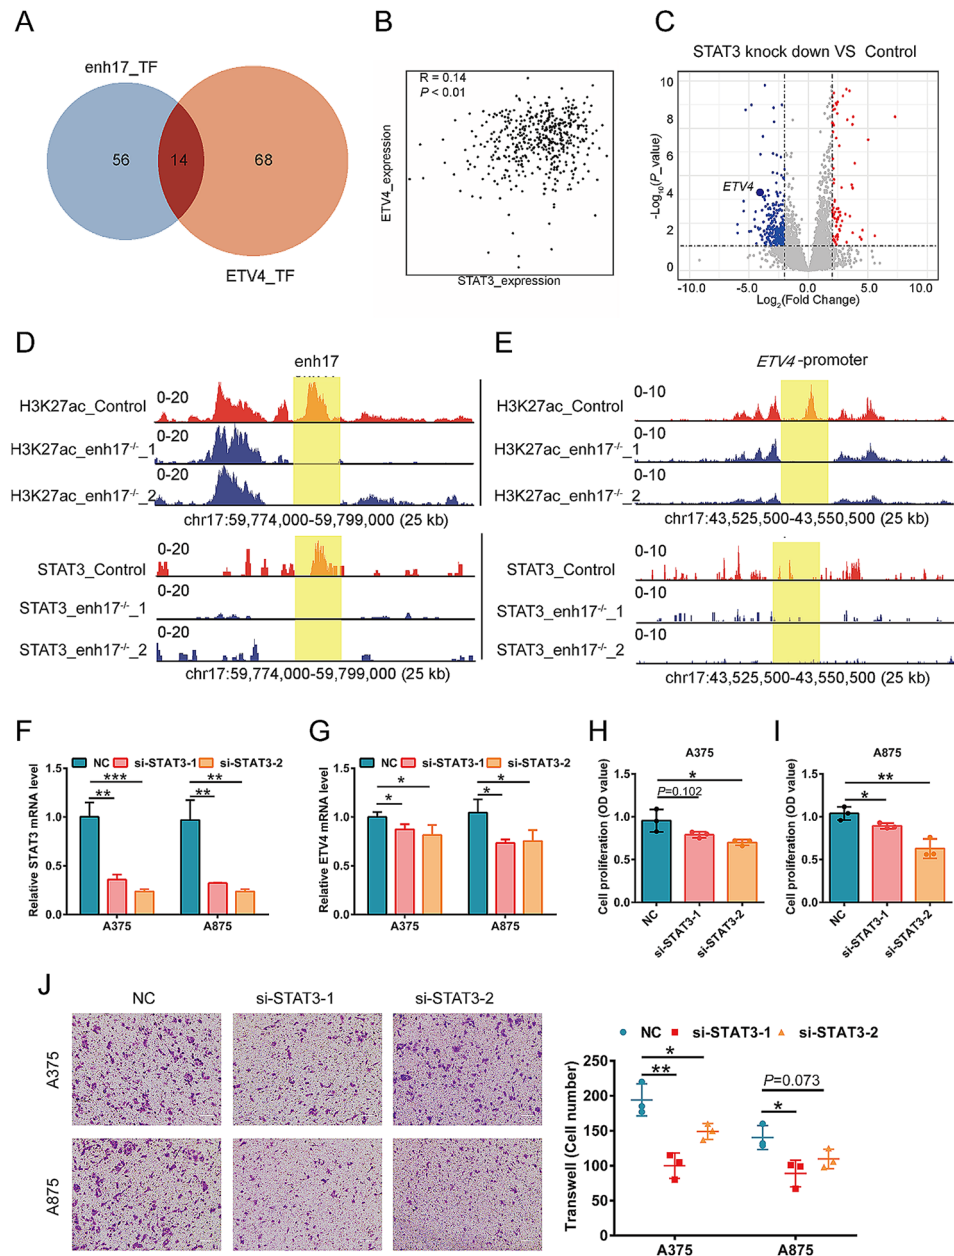 A
enh17_TF
56
14
68
ETV4_TF
B
R = 0.14
P < 0.01
ETV4_expression
STAT3_expression
C
STAT3 knock down VS Control
-Log10(P_value)
10
8
6
4
2
0
ETV4
-10.0
-5.0
0.0
5.0
10.0
Log2(Fold Change)
D
enh17
H3K27ac_Control
0-20
H3K27ac_enh17-/-_1
0-20
H3K27ac_enh17-/-_2
0-20
chr17:59,774,000-59,799,000 (25 kb)
STAT3_Control
0-20
STAT3_enh17-/-_1
0-20
STAT3_enh17-/-_2
0-20
chr17:59,774,000-59,799,000 (25 kb)
E
ETV4-promoter
H3K27ac_Control
0-10
H3K27ac_enh17-/-_1
0-10
H3K27ac_enh17-/-_2
0-10
chr17:43,525,500-43,550,500 (25 kb)
STAT3_Control
0-10
STAT3_enh17-/-_1
0-10
STAT3_enh17-/-_2
0-10
chr17:43,525,500-43,550,500 (25 kb)
F
NC si-STAT3-1 si-STAT3-2
Relative STAT3 mRNA level
1.5
1.0
0.5
0.0
***
**
**
**
A375
A875
G
NC si-STAT3-1 si-STAT3-2
Relative ETV4 mRNA level
1.5
1.0
0.5
0.0
*
*
*
*
A375
A875
H
A375
Cell proliferation (OD value)
1.5
1.0
0.5
0.0
*
P=0.102
NC
si-STAT3-1
si-STAT3-2
I
A875
Cell proliferation (OD value)
1.5
1.0
0.5
0.0
**
*
NC
si-STAT3-1
si-STAT3-2
J
NC
si-STAT3-1
si-STAT3-2
A375
A875
NC si-STAT3-1 si-STAT3-2
Transwell (Cell number)
250
200
150
100
50
0
*
**
P=0.073
*
A375
A875